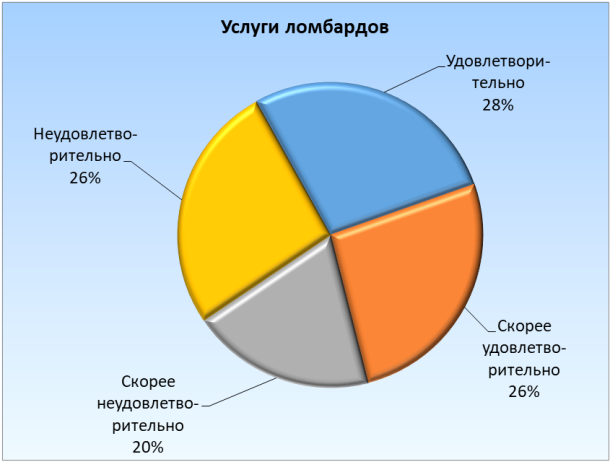 Услуги ломбардов
Удовлетвори-
тельно
28%
Неудовлетво-
рительно
26%
Скорее
удовлетво-
рительно
26%
Скорее
неудовлетво-
рительно
20%